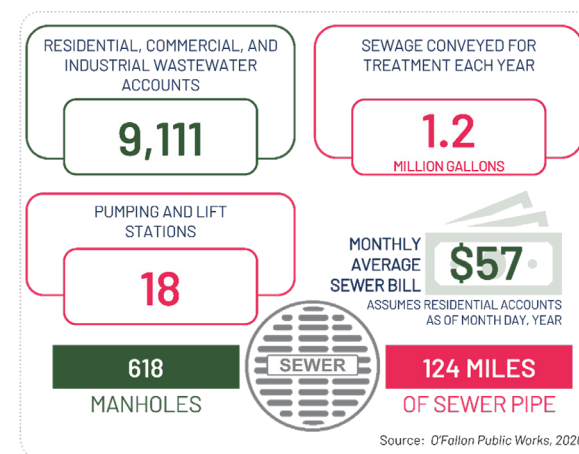 RESIDENTIAL, COMMERCIAL, AND
INDUSTRIAL WASTEWATER
ACCOUNTS
9,111
SEWAGE CONVEYED FOR
TREATMENT EACH YEAR
1.2
MILLION GALLONS
PUMPING AND LIFT
STATIONS
18
MONTHLY
AVERAGE
SEWER BILL
$57
ASSUMES RESIDENTIAL ACCOUNTS
AS OF MONTH DAY, YEAR
618
MANHOLES
SEWER
124 MILES
OF SEWER PIPE
Source: O'Fallon Public Works, 2020